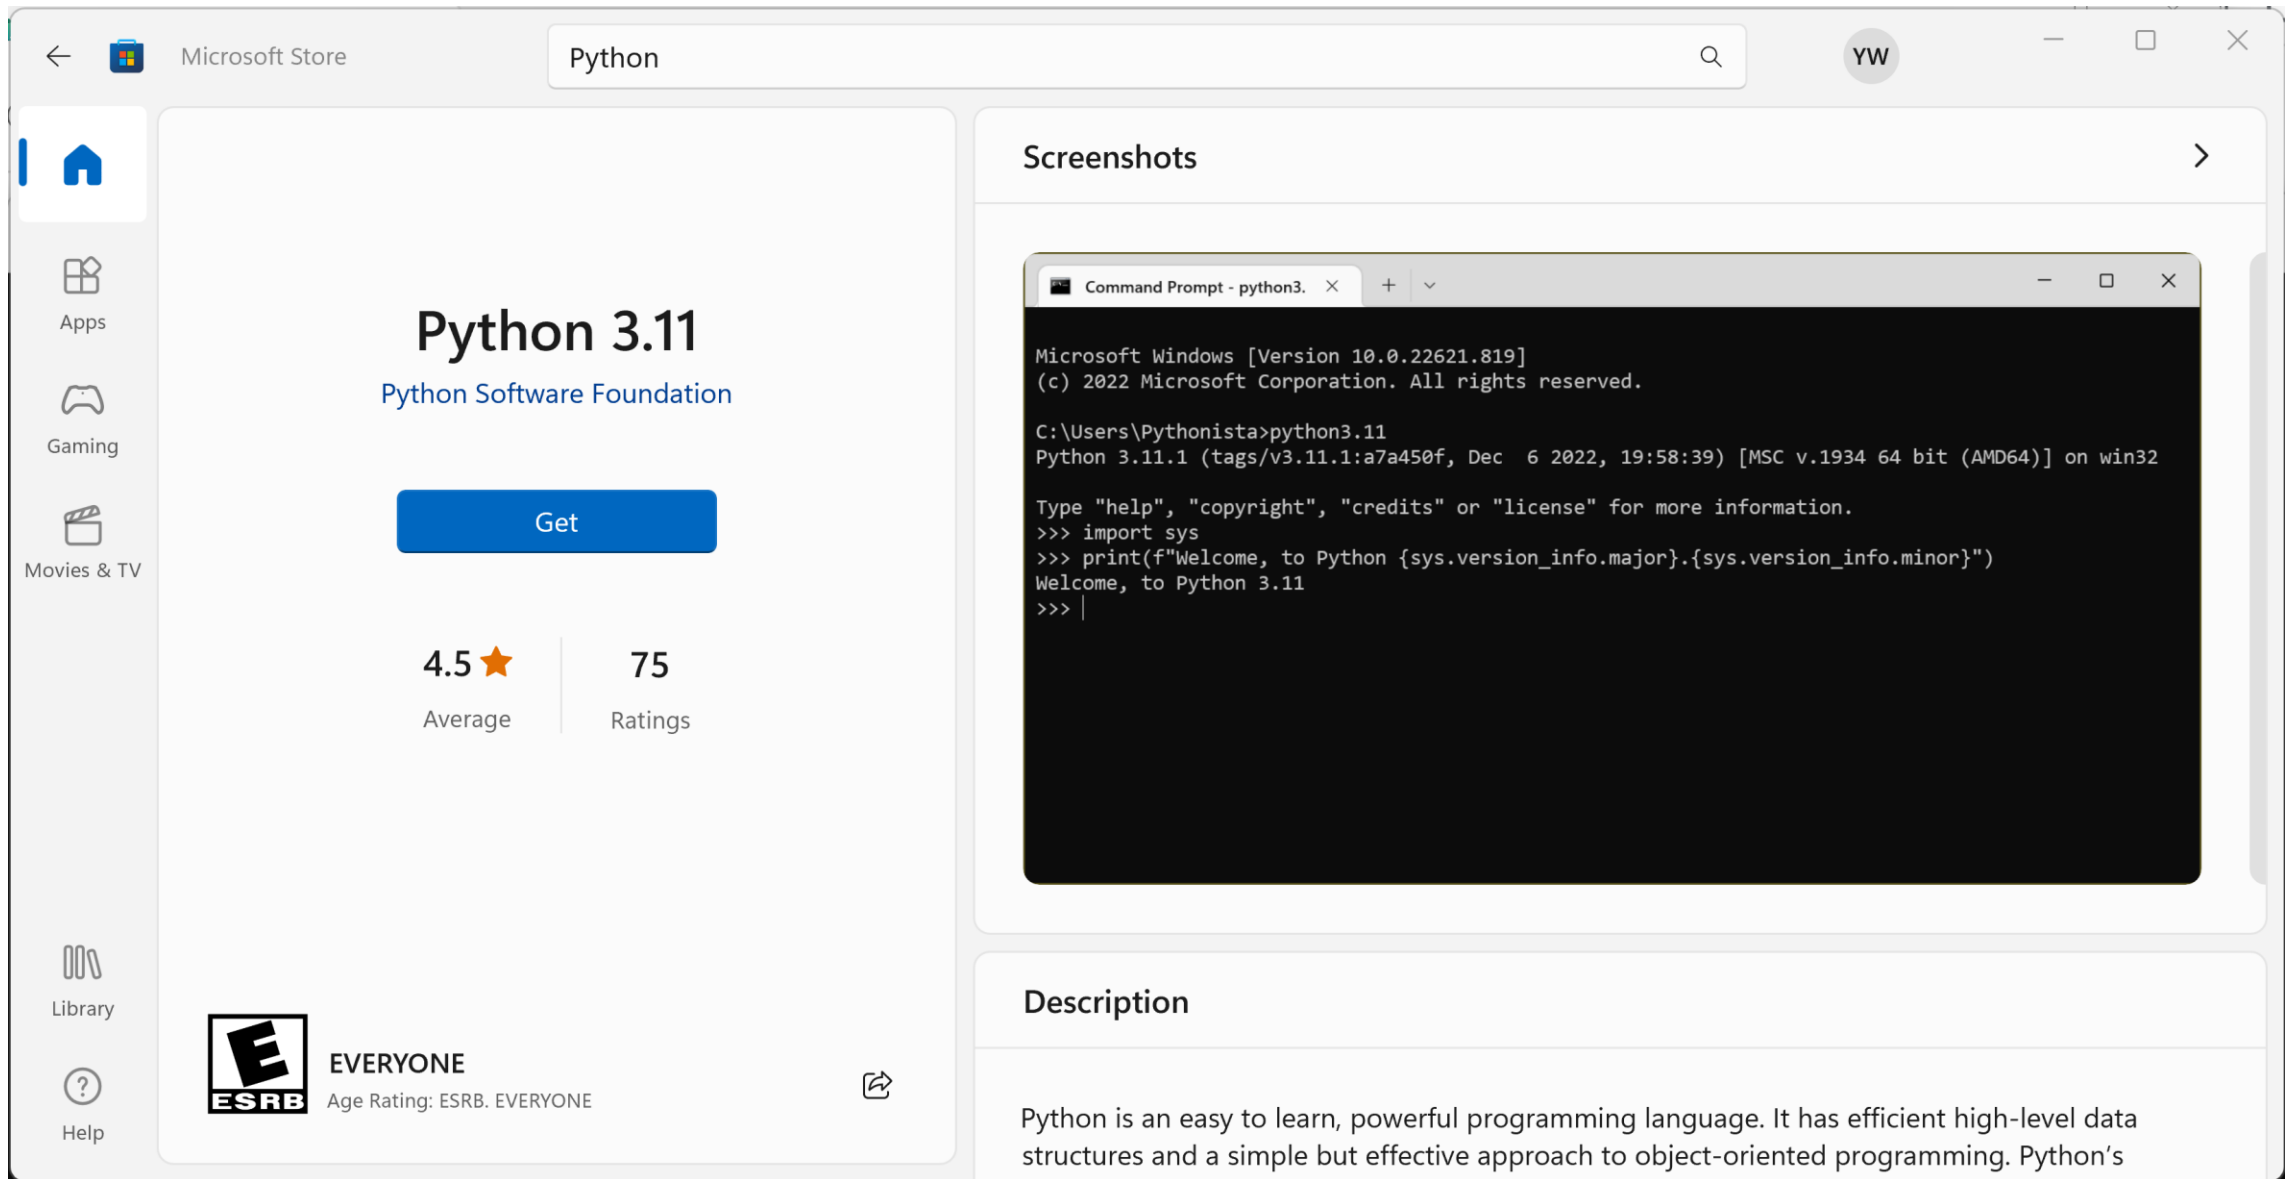 Microsoft Store
Python
YW
Apps
Gaming
Movies & TV
Library
Help
Python 3.11
Python Software Foundation
Get
4.5
Average
75
Ratings
E
ESRB
EVERYONE
Age Rating: ESRB. EVERYONE
Screenshots
Command Prompt - python3.
Microsoft Windows [Version 10.0.22621.819]
(c) 2022 Microsoft Corporation. All rights reserved.
C:\Users\Pythonista>python3.11
Python 3.11.1 (tags/v3.11.1:a7a450f, Dec  6 2022, 19:58:39) [MSC v.1934 64 bit (AMD64)] on win32
Type "help", "copyright", "credits" or "license" for more information.
>>> import sys
>>> print(f"Welcome, to Python {sys.version_info.major}.{sys.version_info.minor}")
Welcome, to Python 3.11
>>>
Description
Python is an easy to learn, powerful programming language. It has efficient high-level data
structures and a simple but effective approach to object-oriented programming. Python’s